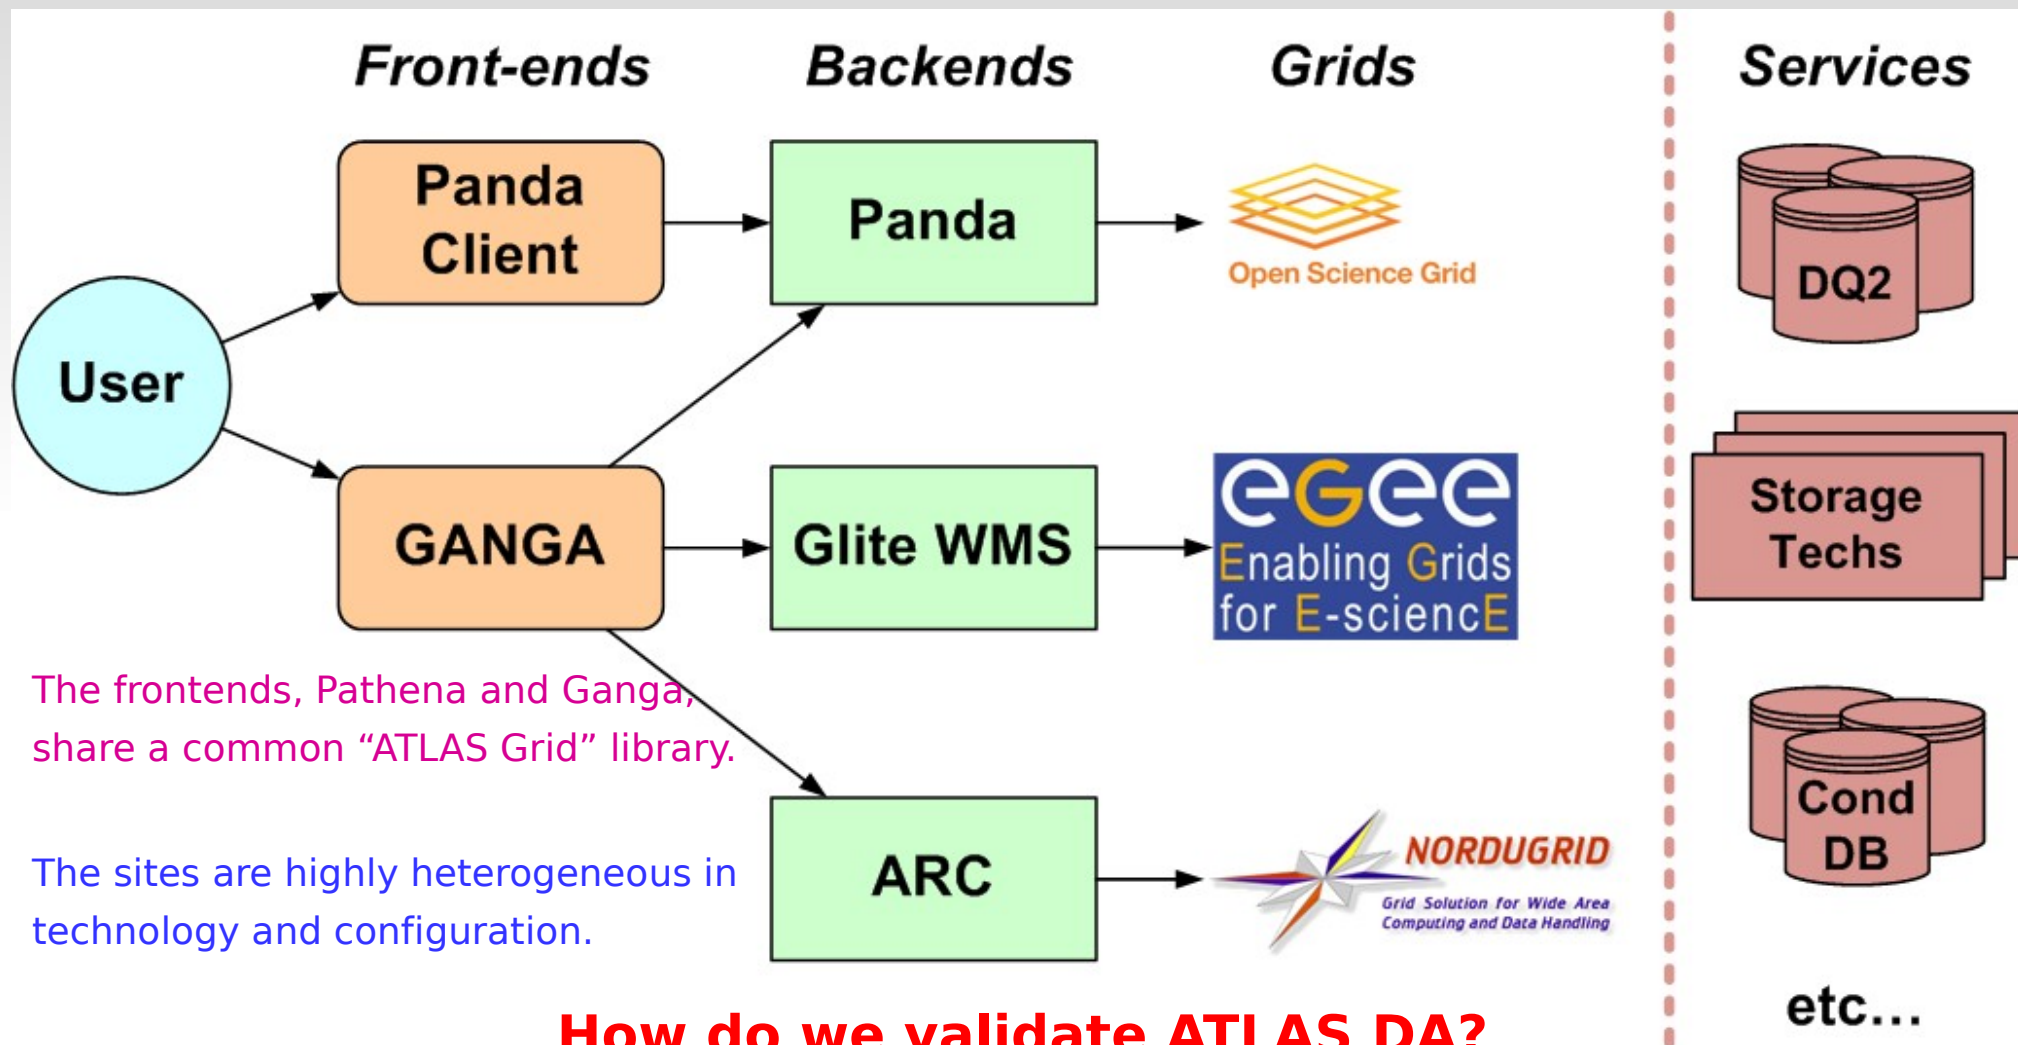 Front-ends
Backends
Grids
Services
Panda
Client
Panda
Open Science Grid
DQ2
User
GANGA
Glite WMS
eGee
Enabling Grids
for E-sciencE
Storage
Techs
The frontends, Pathena and Ganga,
share a common “ATLAS Grid” library.
The sites are highly heterogeneous in
technology and configuration.
ARC
NORDUGRID
Grid Solution for Wide Area
Computing and Data Handling
Cond
DB
etc...
How do we validate ATLAS DA?